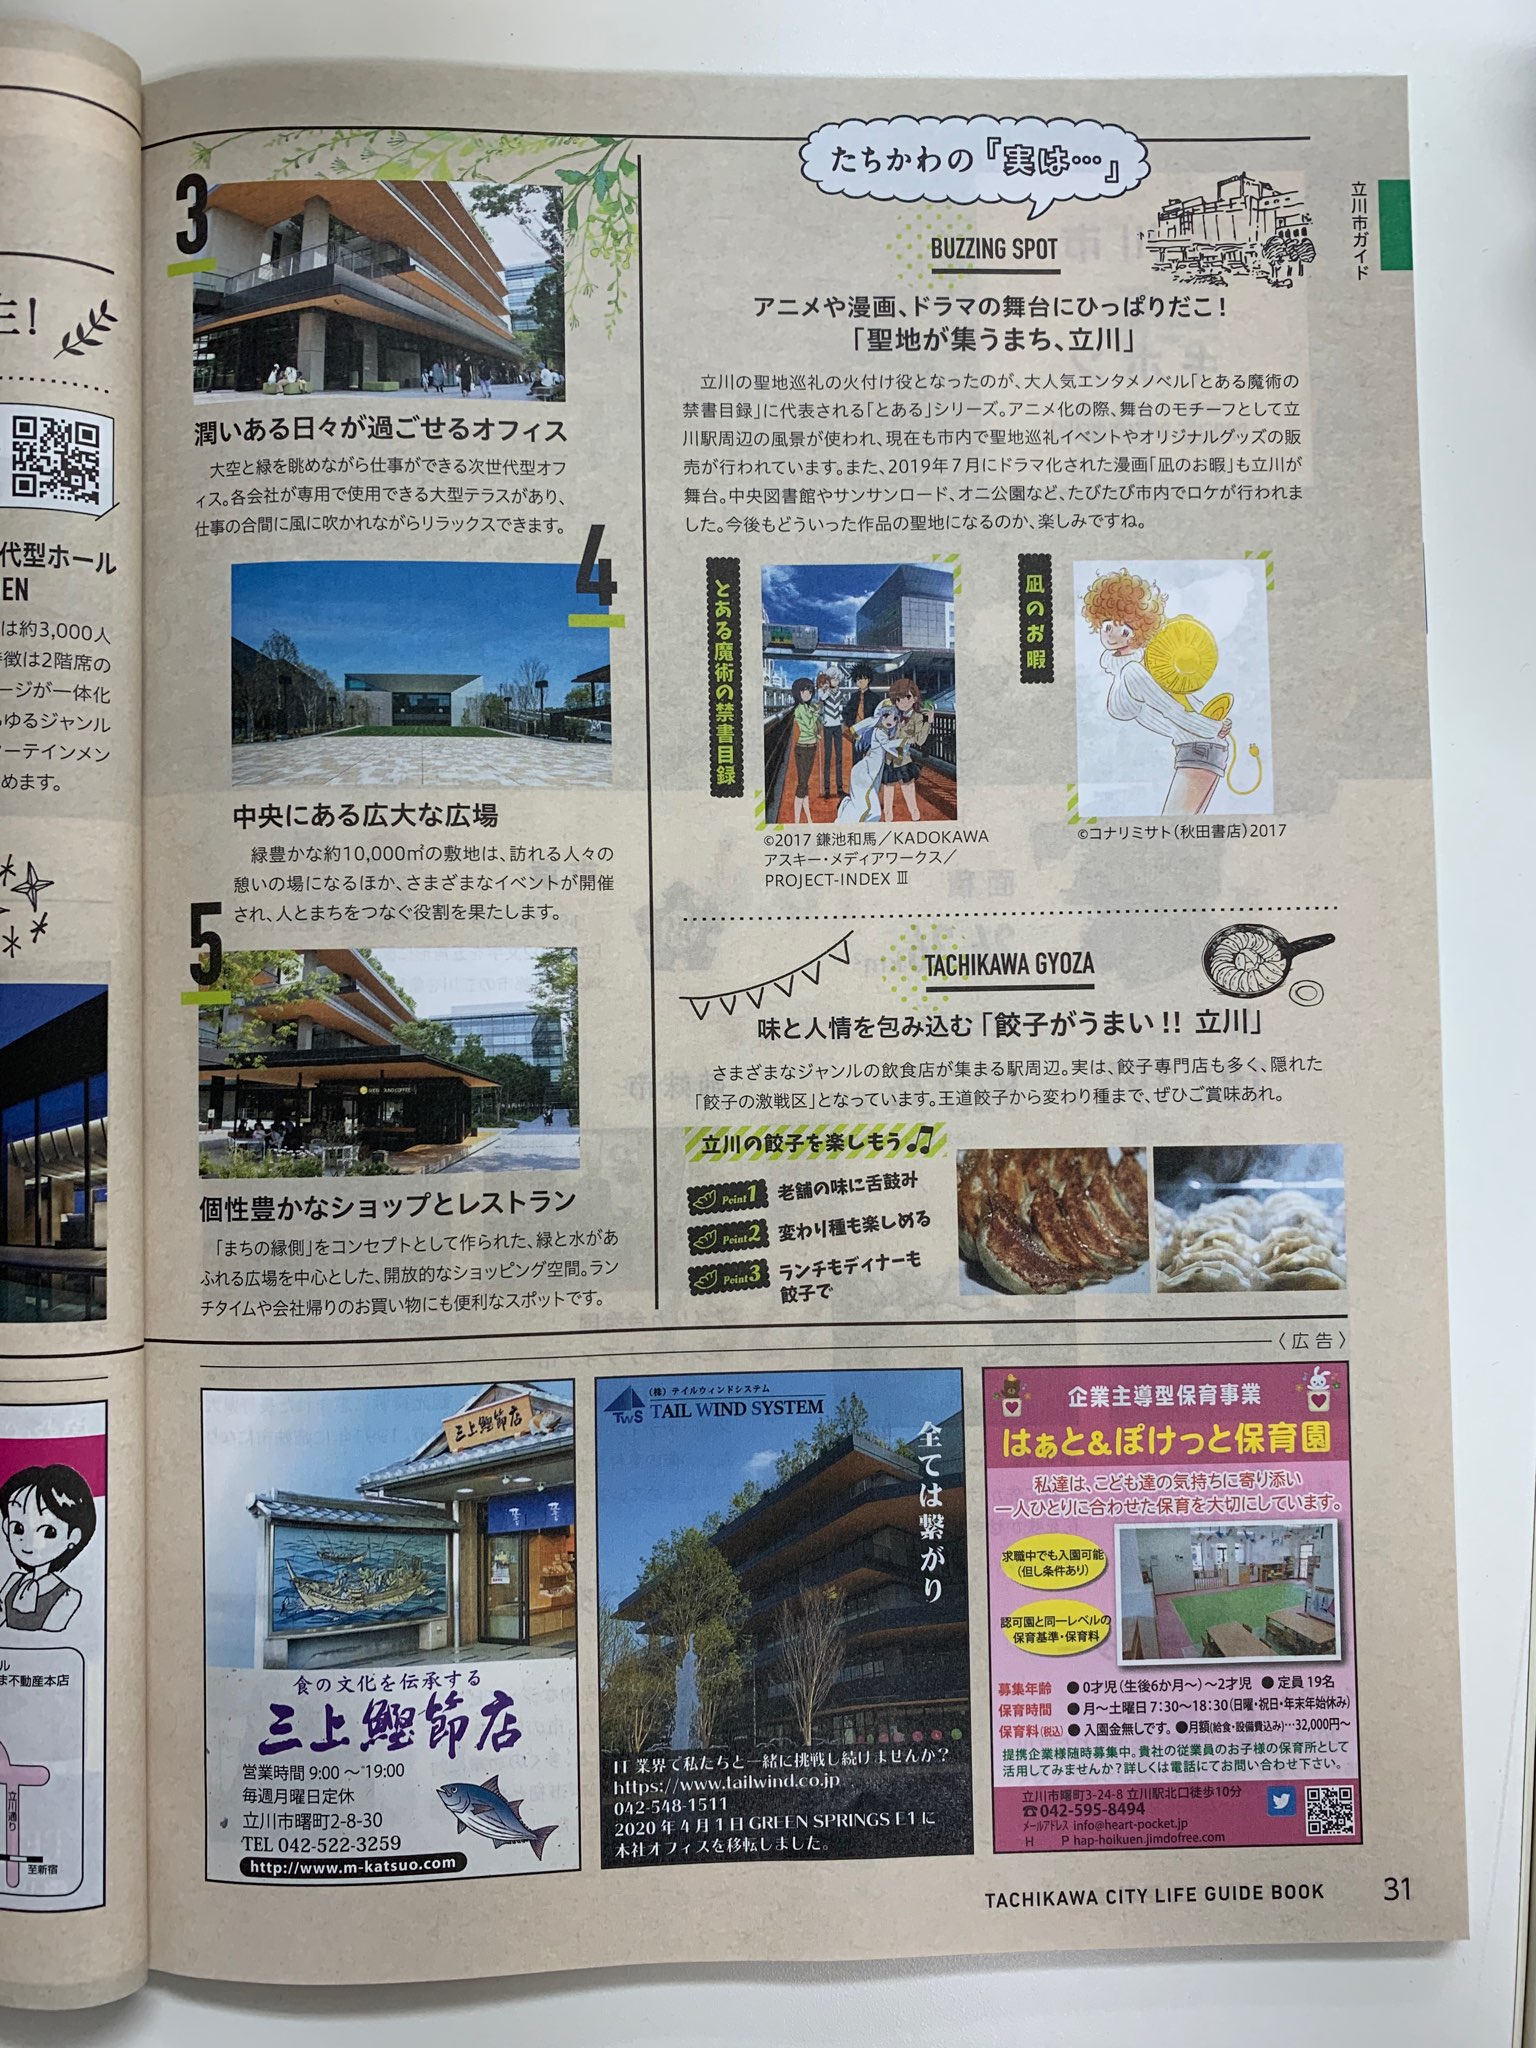 主!
代型ホール
EN
は約3,000人
特徴は2階席の
ージが一体化
らゆるジャンル
ターテインメン
めます。
ル
ま不動産本店
立川通り
至新宿
3
潤いある日々が過ごせるオフィス
大空と緑を眺めながら仕事ができる次世代型オフ
ィス。各会社が専用で使用できる大型テラスがあり、
仕事の合間に風に吹かれながらリラックスできます。
4
中央にある広大な広場
緑豊かな約10,000㎡の敷地は、訪れる人々の
憩いの場になるほか、さまざまなイベントが開催
され、人とまちをつなぐ役割を果たします。
5
個性豊かなショップとレストラン
「まちの縁側」をコンセプトとして作られた、緑と水があ
ふれる広場を中心とした、開放的なショッピング空間。ラン
チタイムや会社帰りのお買い物にも便利なスポットです。
たちかわの『実は…』
立川市ガイド
BUZZING SPOT
アニメや漫画、ドラマの舞台にひっぱりだこ！
「聖地が集うまち、立川」
立川の聖地巡礼の火付け役となったのが、大人気エンタメノベル「とある魔術の
禁書目録」に代表される「とある」シリーズ。アニメ化の際、舞台のモチーフとして立
川駅周辺の風景が使われ、現在も市内で聖地巡礼イベントやオリジナルグッズの販
売が行われています。また、2019年7月にドラマ化された漫画「凪のお暇」も立川が
舞台。中央図書館やサンサンロード、オニ公園など、たびたび市内でロケが行われま
した。今後もどういった作品の聖地になるのか、楽しみですね。
とある魔術の禁書目録
©2017 鎌池和馬／KADOKAWA
アスキー・メディアワークス／
PROJECT-INDEX Ⅲ
凪のお暇
©コナリミサト(秋田書店)2017
TACHIKAWA GYOZA
味と人情を包み込む「餃子がうまい!! 立川」
さまざまなジャンルの飲食店が集まる駅周辺。実は、餃子専門店も多く、隠れた
「餃子の激戦区」となっています。王道餃子から変わり種まで、ぜひご賞味あれ。
立川の餃子を楽しもう♫
Point1 老舗の味に舌鼓み
Point2 変わり種も楽しめる
Point3 ランチもディナーも
餃子で
〈広告〉
三上鰹節店
食の文化を伝承する
三上鰹節店
営業時間 9:00～19:00
毎週月曜日定休
立川市曙町2-8-30
TEL 042-522-3259
http://www.m-katsuo.com
TWS
(株)テイルウィンドシステム
TAIL WIND SYSTEM
全ては繋がり
IT業界で私たちと一緒に挑戦し続けませんか？
https://www.tailwind.co.jp
042-548-1511
2020年4月1日GREEN SPRINGS E1に
本社オフィスを移転しました。
企業主導型保育事業
はぁと&ぽけっと保育園
私達は、こども達の気持ちに寄り添い
一人ひとりに合わせた保育を大切にしています。
求職中でも入園可能
(但し条件あり)
認可園と同一レベルの
保育基準・保育料
募集年齢 ●0才児(生後6か月～)～2才児 ●定員19名
保育時間 ●月～土曜日7:30～18:30(日曜・祝日・年末年始休み)
保育料(税込) ●入園金無しです。●月額(給食・設備費込み)…32,000円～
提携企業様随時募集中。貴社の従業員のお子様の保育所として
活用してみませんか？詳しくは電話にてお問い合わせ下さい。
立川市曙町3-24-8 立川駅北口徒歩10分
☎042-595-8494
メールアドレス info@heart-pocket.jp
H P hap-hoikuen.jimdofree.com
TACHIKAWA CITY LIFE GUIDE BOOK 31